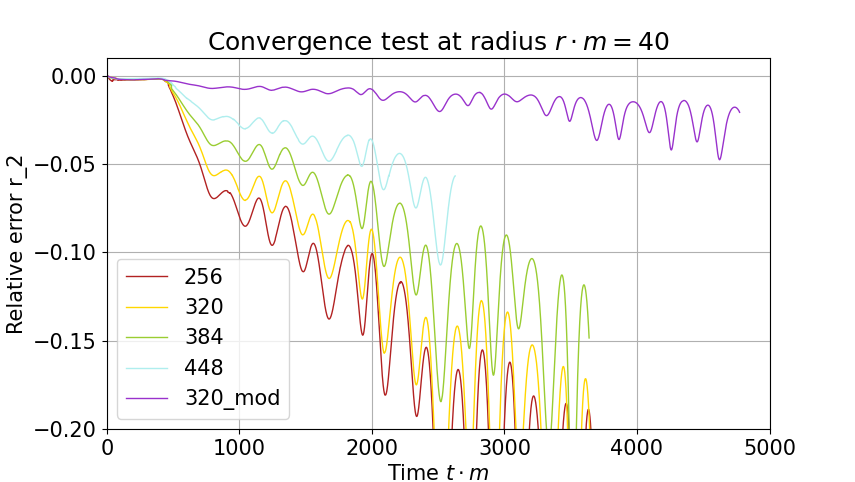 Convergence test at radius r · m = 40
Relative error r_2
0.00
−0.05
−0.10
−0.15
−0.20
256
320
384
448
320_mod
0 1000 2000 3000 4000 5000
Time t · m